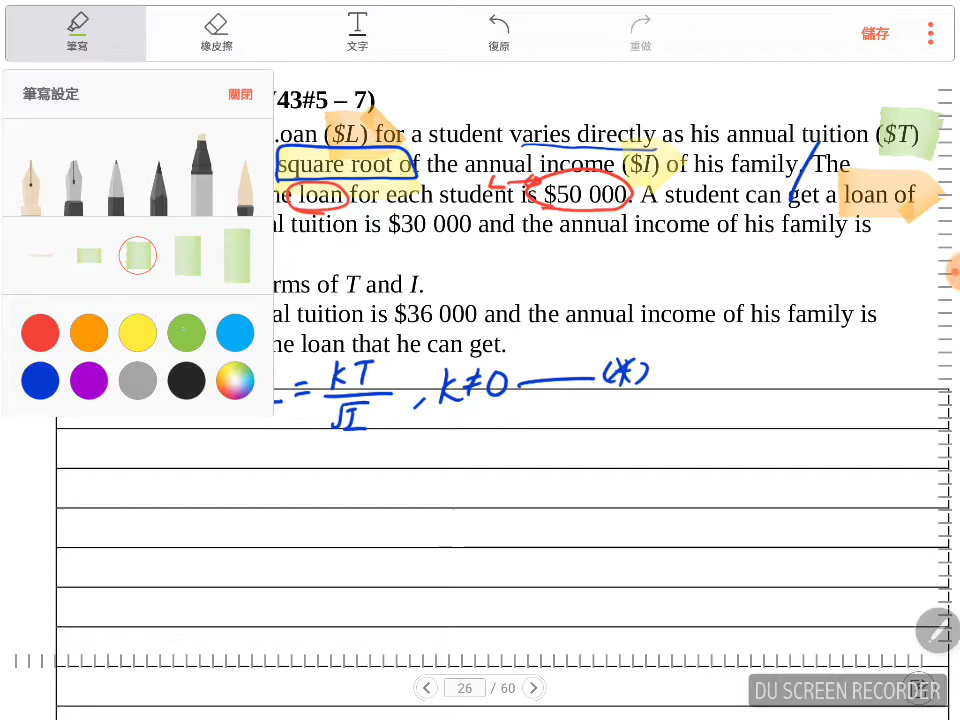 筆寫 橡皮擦 文字 復原 重做 儲存
筆寫設定 關閉
43#5 – 7)
oan ($L) for a student varies directly as his annual tuition ($T)
square root of the annual income ($I) of his family. The
ne loan for each student is $50 000. A student can get a loan of
al tuition is $30 000 and the annual income of his family is
rms of T and I.
al tuition is $36 000 and the annual income of his family is
ne loan that he can get.
= kT/√I , k≠0 —— (*)
26 / 60
DU SCREEN RECORDER